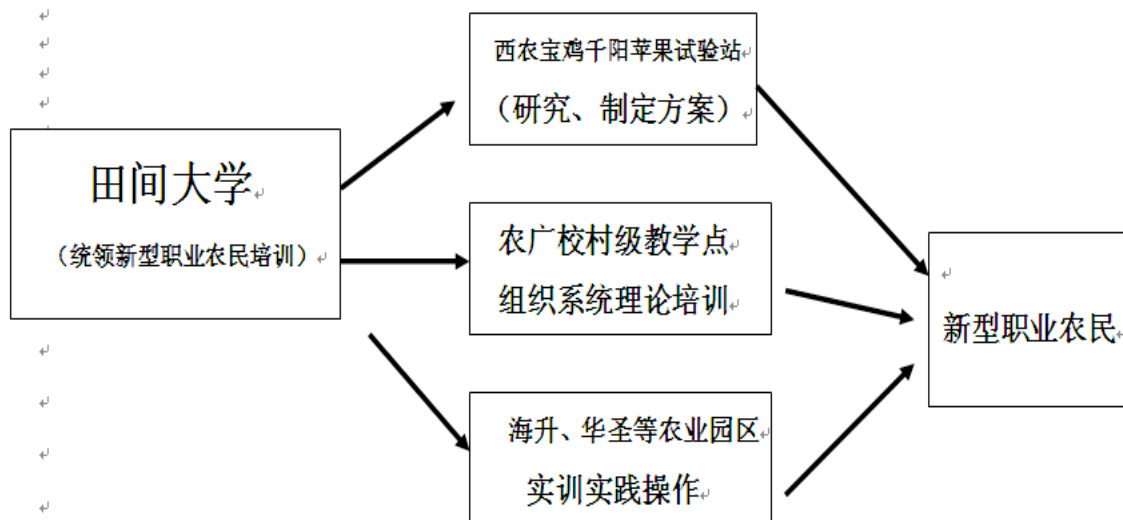 田间大学
（统领新型职业农民培训）
西农宝鸡千阳苹果试验站
（研究、制定方案）
农广校村级教学点
组织系统理论培训
海升、华圣等农业园区
实训实践操作
新型职业农民